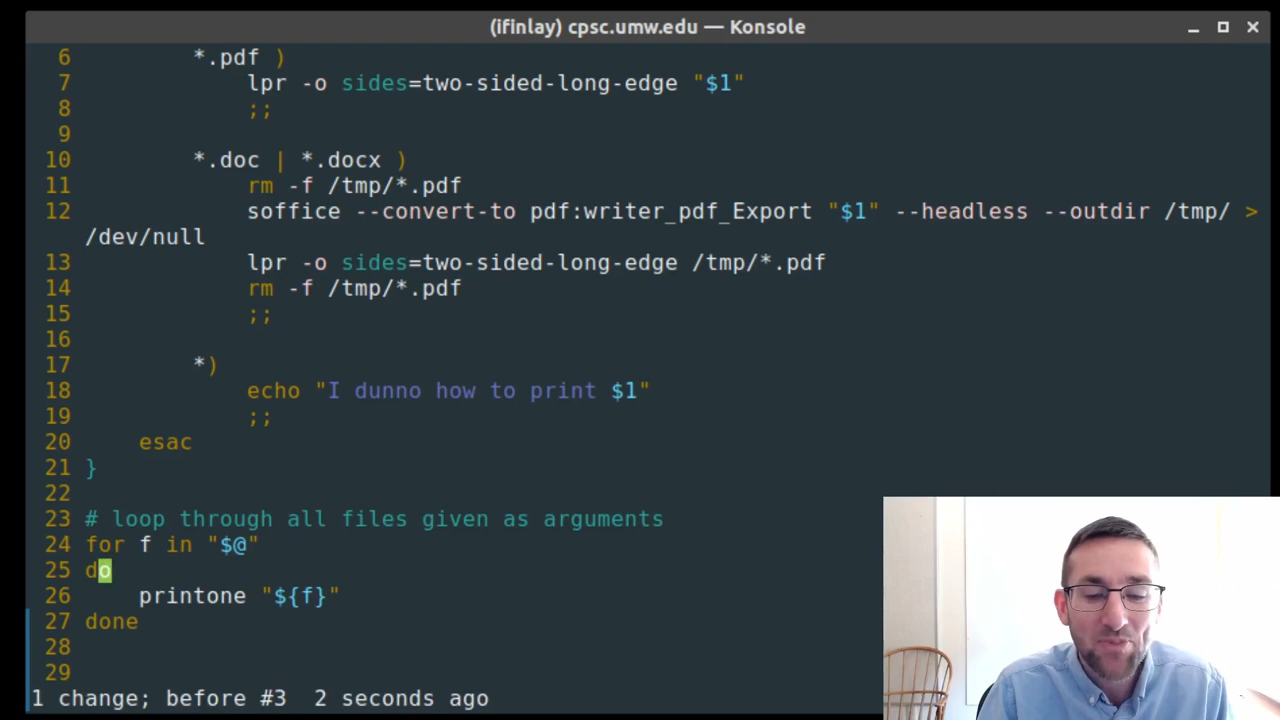 (ifinlay) cpsc.umw.edu — Konsole
6 *.pdf )
7 lpr -o sides=two-sided-long-edge "$1"
8 ;;
9
10 *.doc | *.docx )
11 rm -f /tmp/*.pdf
12 soffice --convert-to pdf:writer_pdf_Export "$1" --headless --outdir /tmp/ >
/dev/null
13 lpr -o sides=two-sided-long-edge /tmp/*.pdf
14 rm -f /tmp/*.pdf
15 ;;
16
17 *)
18 echo "I dunno how to print $1"
19 ;;
20 esac
21 }
22
23 # loop through all files given as arguments
24 for f in "$@"
25 do
26 printone "${f}"
27 done
28
29
1 change; before #3 2 seconds ago